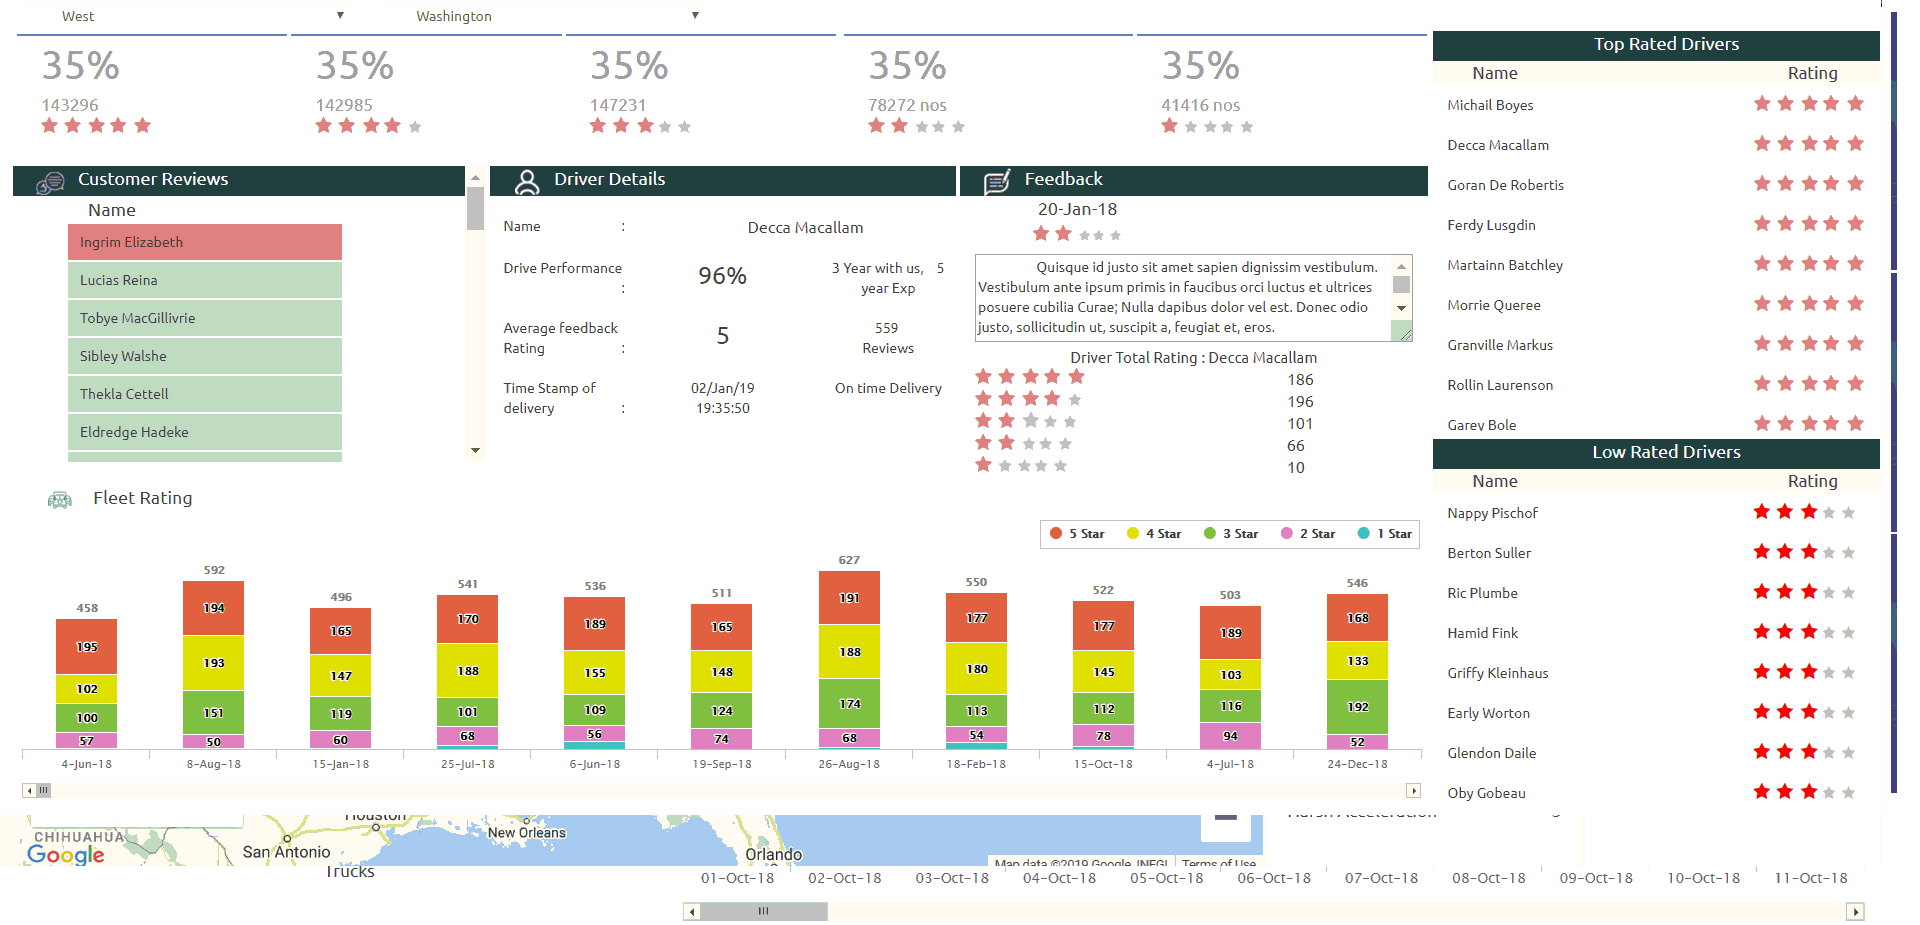 West
Washington
35%
143296
35%
142985
35%
147231
35%
78272 nos
35%
41416 nos
Customer Reviews
Name
Ingrim Elizabeth
Lucias Reina
Tobye MacGillivrie
Sibley Walshe
Thekla Cettell
Eldredge Hadeke
Driver Details
Name :
Decca Macallam
Drive Performance :
96%
3 Year with us, 5
year Exp
Average feedback
Rating :
5
559
Reviews
Time Stamp of
delivery :
02/Jan/19
19:35:50
On time Delivery
Feedback
20-Jan-18
Quisque id justo sit amet sapien dignissim vestibulum.
Vestibulum ante ipsum primis in faucibus orci luctus et ultrices
posuere cubilia Curae; Nulla dapibus dolor vel est. Donec odio
justo, sollicitudin ut, suscipit a, feugiat et, eros.
Driver Total Rating : Decca Macallam
186
196
101
66
10
Top Rated Drivers
Name Rating
Michail Boyes
Decca Macallam
Goran De Robertis
Ferdy Lusgdin
Martainn Batchley
Morrie Queree
Granville Markus
Rollin Laurenson
Garey Bole
Low Rated Drivers
Name Rating
Nappy Pischof
Berton Suller
Ric Plumbe
Hamid Fink
Griffy Kleinhaus
Early Worton
Glendon Daile
Oby Gobeau
Fleet Rating
5 Star 4 Star 3 Star 2 Star 1 Star
458
195
102
100
57
4-Jun-18
592
194
193
151
50
8-Aug-18
496
165
147
119
60
15-Jan-18
541
170
188
101
68
25-Jul-18
536
189
155
109
56
6-Jun-18
511
165
148
124
74
19-Sep-18
627
191
188
174
68
26-Aug-18
550
177
180
113
54
18-Feb-18
522
177
145
112
78
15-Oct-18
503
189
103
116
94
4-Jul-18
546
168
133
192
52
24-Dec-18
Houston
CHIHUAHUA
New Orleans
San Antonio
Orlando
Google
Map data ©2019 Google, INEGI Terms of Use
Harsh Acceleration
Trucks
01-Oct-18 02-Oct-18 03-Oct-18 04-Oct-18 05-Oct-18 06-Oct-18 07-Oct-18 08-Oct-18 09-Oct-18 10-Oct-18 11-Oct-18